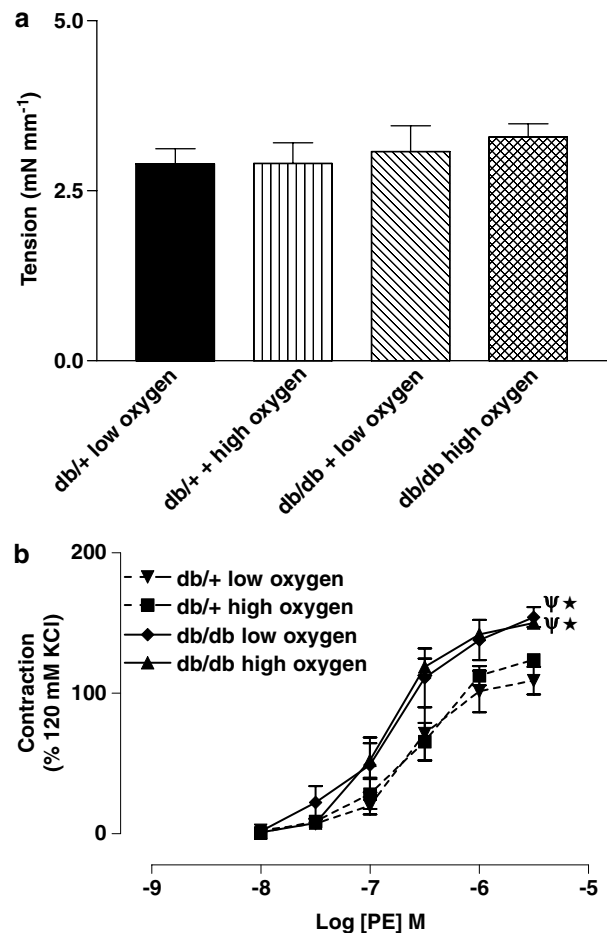 a
5.0
2.5
0.0
Tension (mN mm-1)
db/+ low oxygen
db/+ + high oxygen
db/db + low oxygen
db/db high oxygen
b
200
100
0
Contraction
(% 120 mM KCl)
db/+ low oxygen
db/+ high oxygen
db/db low oxygen
db/db high oxygen
Ψ ★
Ψ ★
-9 -8 -7 -6 -5
Log [PE] M